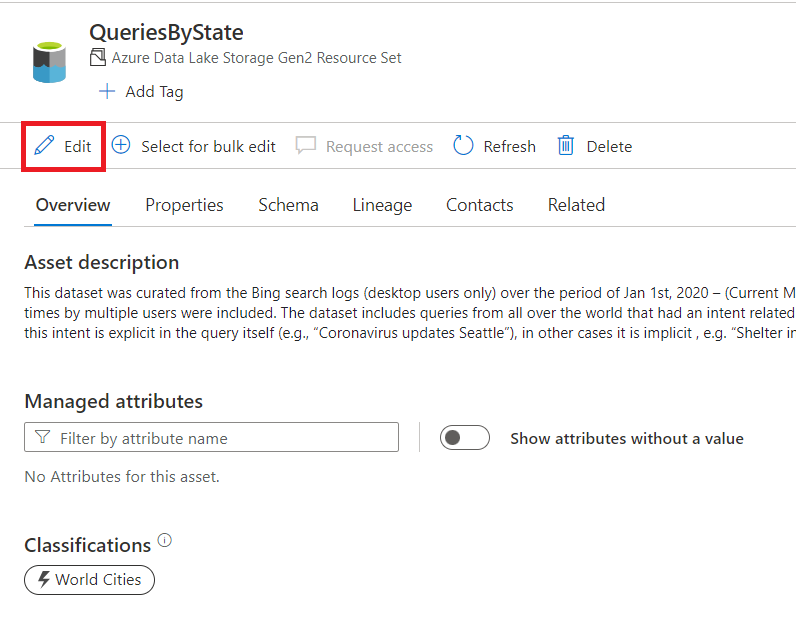 QueriesByState
Azure Data Lake Storage Gen2 Resource Set
Add Tag
Edit Select for bulk edit Request access Refresh Delete
Overview Properties Schema Lineage Contacts Related
Asset description
This dataset was curated from the Bing search logs (desktop users only) over the period of Jan 1st, 2020 – (Current M
times by multiple users were included. The dataset includes queries from all over the world that had an intent related
this intent is explicit in the query itself (e.g., “Coronavirus updates Seattle”), in other cases it is implicit , e.g. “Shelter in
Managed attributes
Filter by attribute name Show attributes without a value
No Attributes for this asset.
Classifications
World Cities